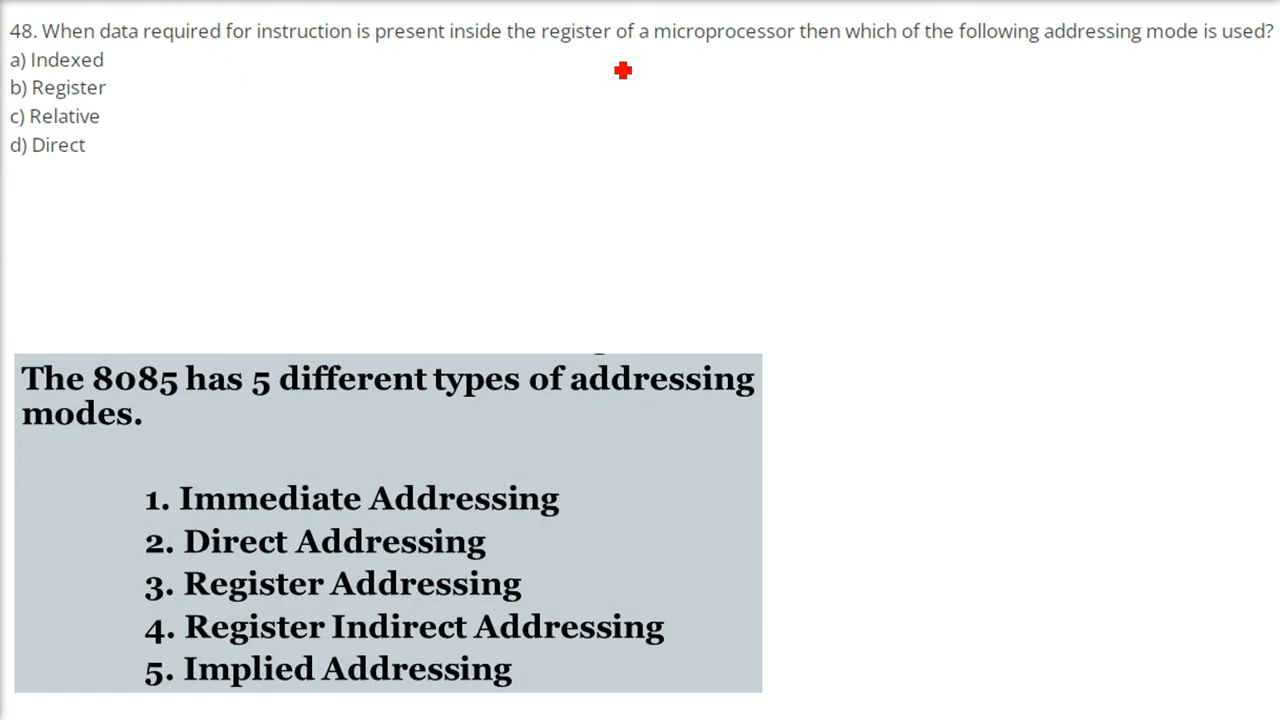 48. When data required for instruction is present inside the register of a microprocessor then which of the following addressing mode is used?
a) Indexed
b) Register
c) Relative
d) Direct
The 8085 has 5 different types of addressing
modes.
1. Immediate Addressing
2. Direct Addressing
3. Register Addressing
4. Register Indirect Addressing
5. Implied Addressing